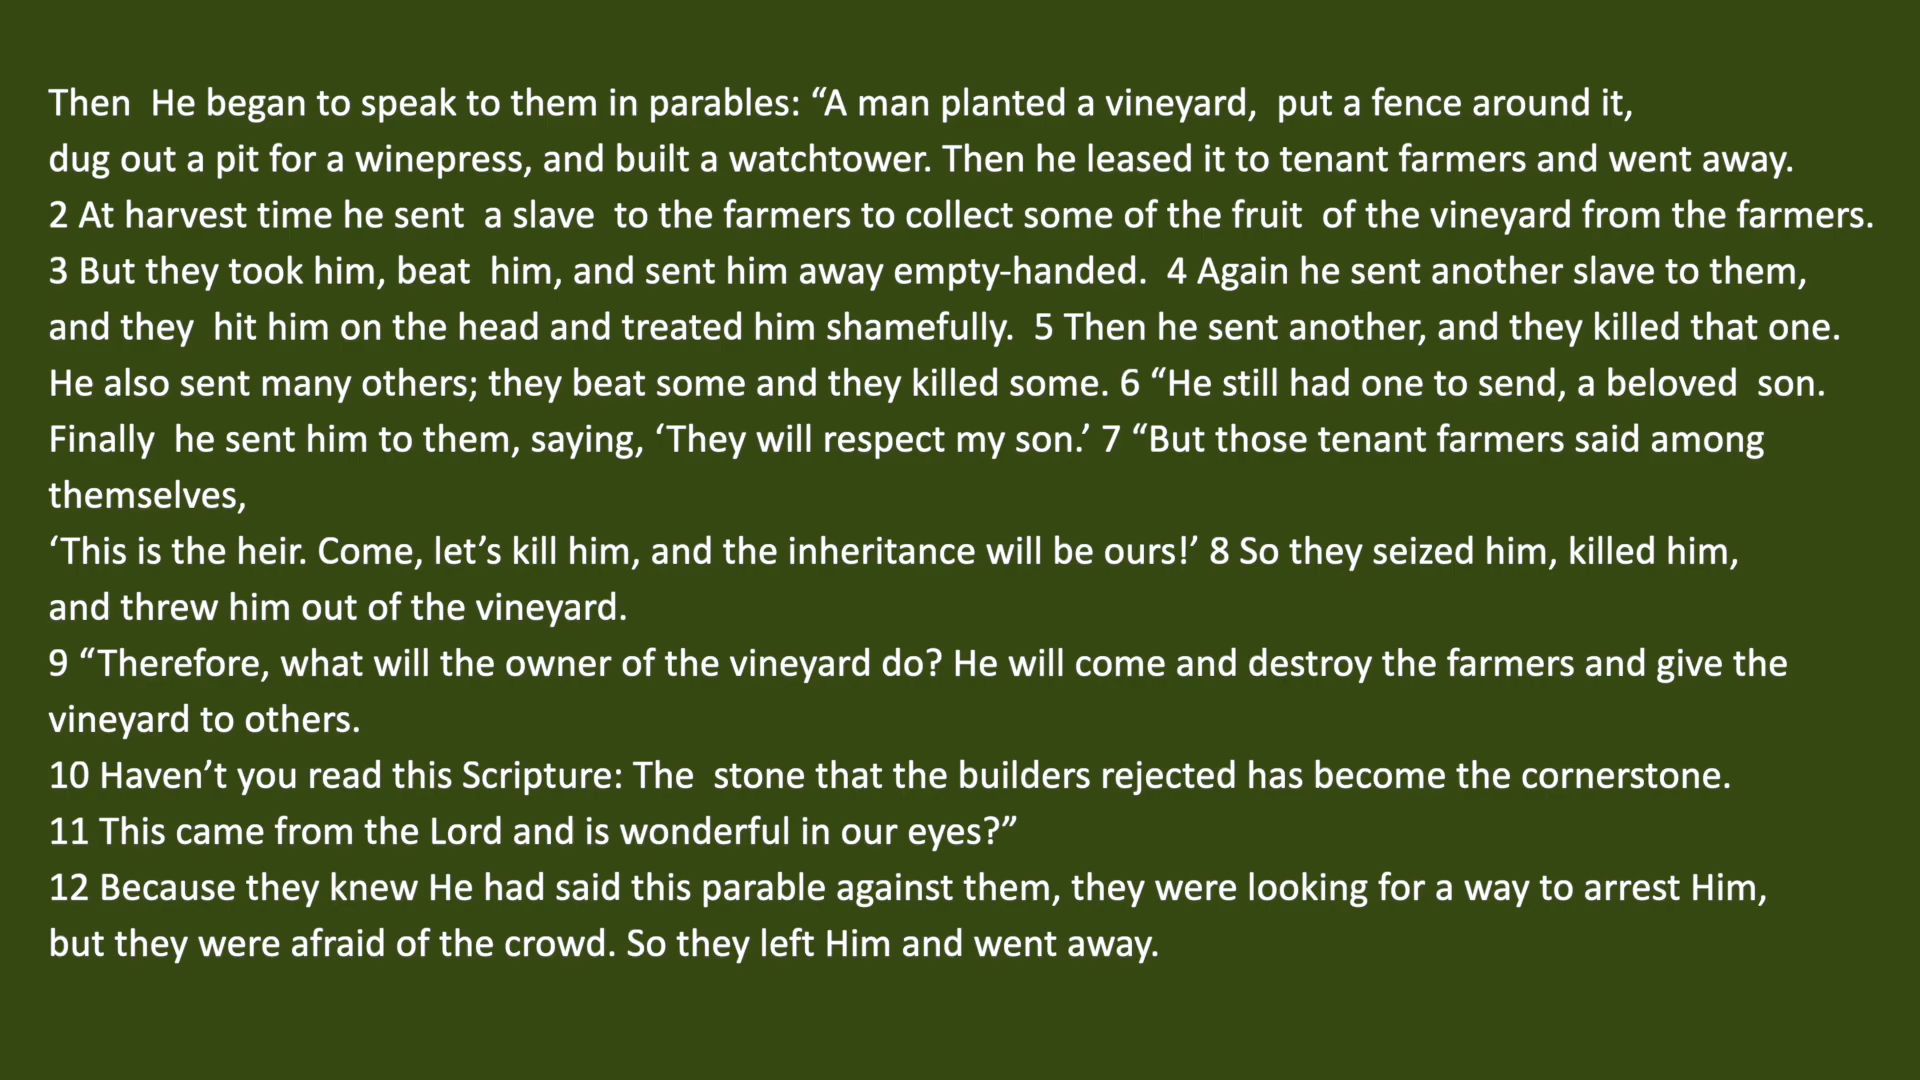 Then  He began to speak to them in parables: “A man planted a vineyard,  put a fence around it,
dug out a pit for a winepress, and built a watchtower. Then he leased it to tenant farmers and went away.
2 At harvest time he sent  a slave  to the farmers to collect some of the fruit  of the vineyard from the farmers.
3 But they took him, beat  him, and sent him away empty-handed.  4 Again he sent another slave to them,
and they  hit him on the head and treated him shamefully.  5 Then he sent another, and they killed that one.
He also sent many others; they beat some and they killed some. 6 “He still had one to send, a beloved  son.
Finally  he sent him to them, saying, ‘They will respect my son.’ 7 “But those tenant farmers said among
themselves,
‘This is the heir. Come, let’s kill him, and the inheritance will be ours!’ 8 So they seized him, killed him,
and threw him out of the vineyard.
9 “Therefore, what will the owner of the vineyard do? He will come and destroy the farmers and give the
vineyard to others.
10 Haven’t you read this Scripture: The  stone that the builders rejected has become the cornerstone.
11 This came from the Lord and is wonderful in our eyes?”
12 Because they knew He had said this parable against them, they were looking for a way to arrest Him,
but they were afraid of the crowd. So they left Him and went away.